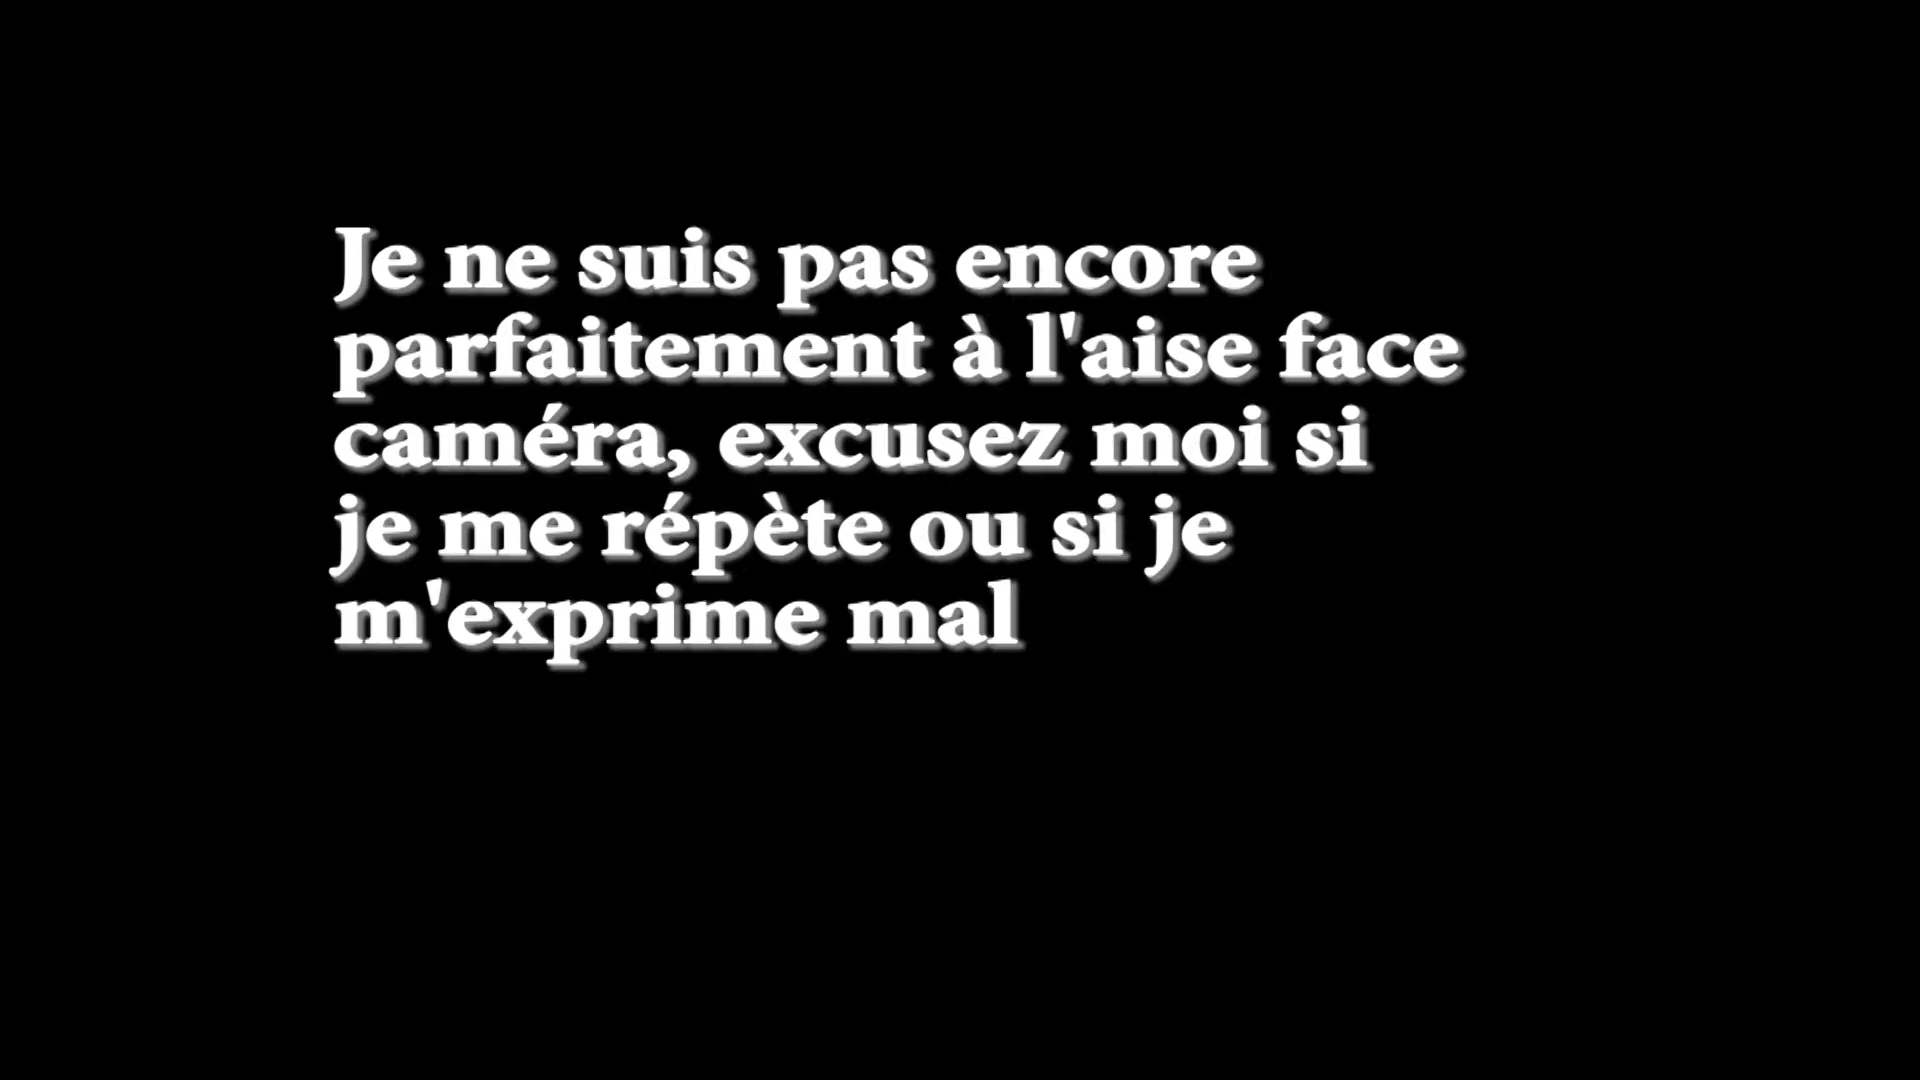 Je ne suis pas encore
parfaitement à l'aise face
caméra, excusez moi si
je me répète ou si je
m'exprime mal